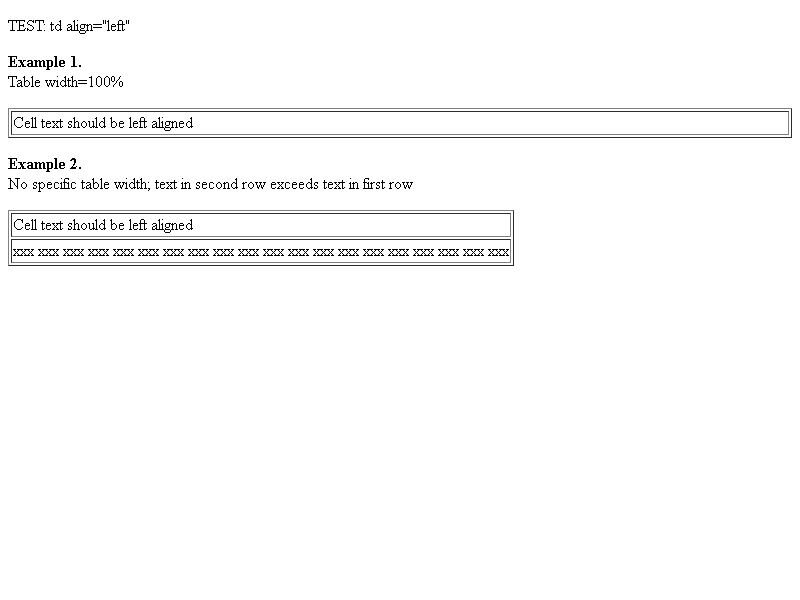 TEST: td align="left"
Example 1.
Table width=100%
Cell text should be left aligned
Example 2.
No specific table width; text in second row exceeds text in first row
Cell text should be left aligned
xxx xxx xxx xxx xxx xxx xxx xxx xxx xxx xxx xxx xxx xxx xxx xxx xxx xxx xxx xxx